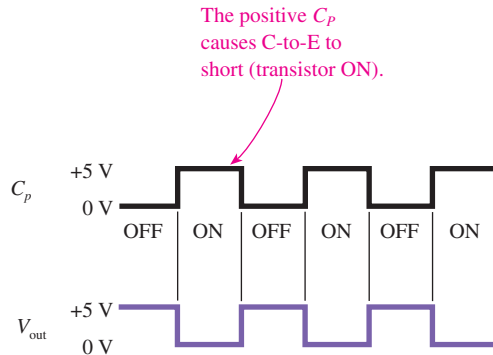 The positive C_P
causes C-to-E to
short (transistor ON).
+5 V
C_p
0 V
OFF ON OFF ON OFF ON
+5 V
V_out
0 V